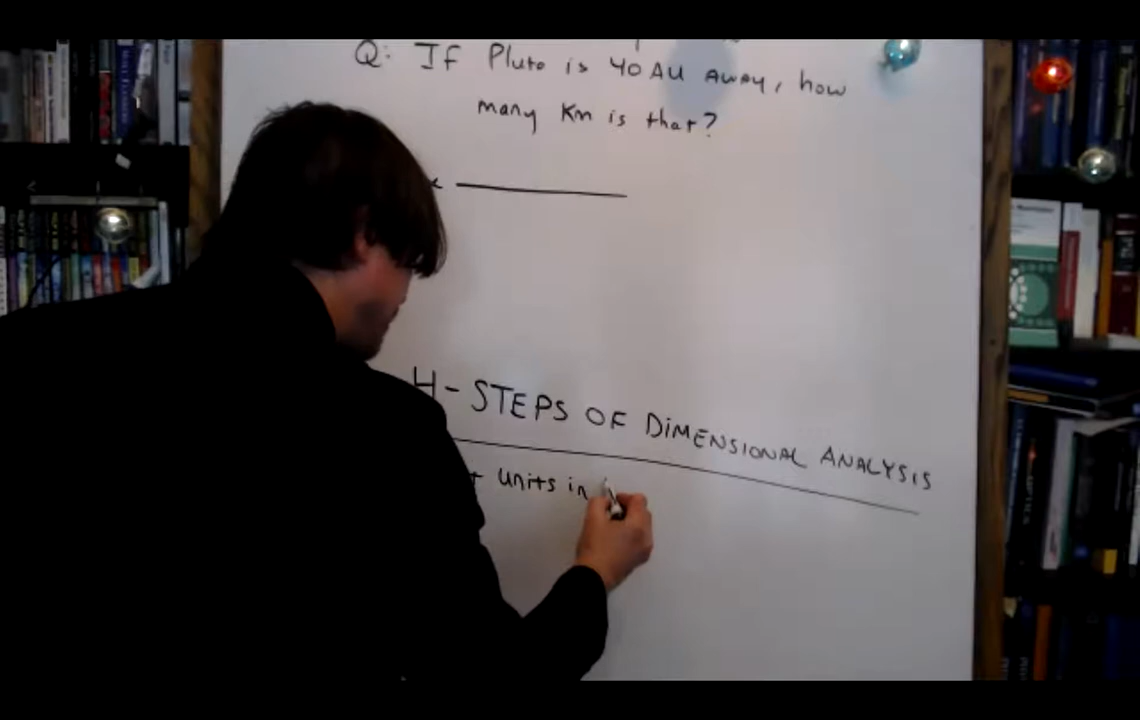 Q: If Pluto is 40 AU away, how
many Km is that?
4- STEPS OF DIMENSIONAL ANALYSIS
units in